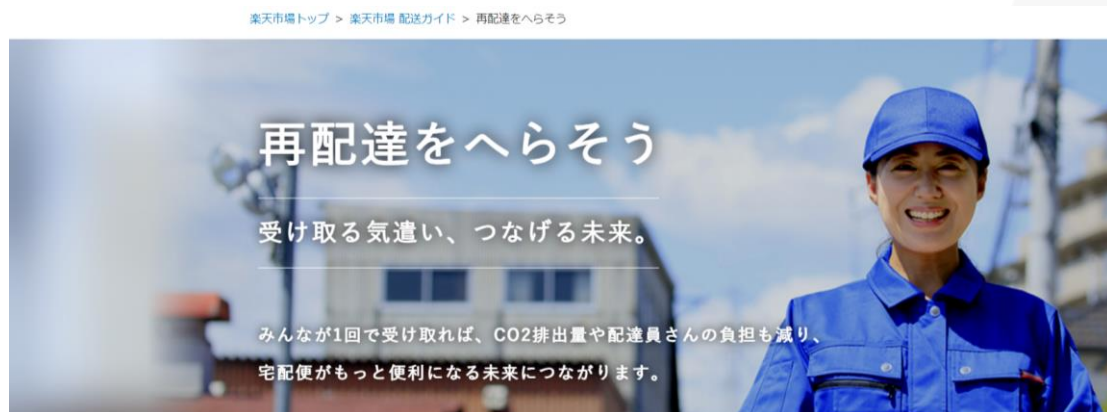 楽天市場トップ > 楽天市場 配送ガイド > 再配達をへらそう
再配達をへらそう
受け取る気遣い、つなげる未来。
みんなが1回で受け取れば、CO2排出量や配達員さんの負担も減り、
宅配便がもっと便利になる未来につながります。